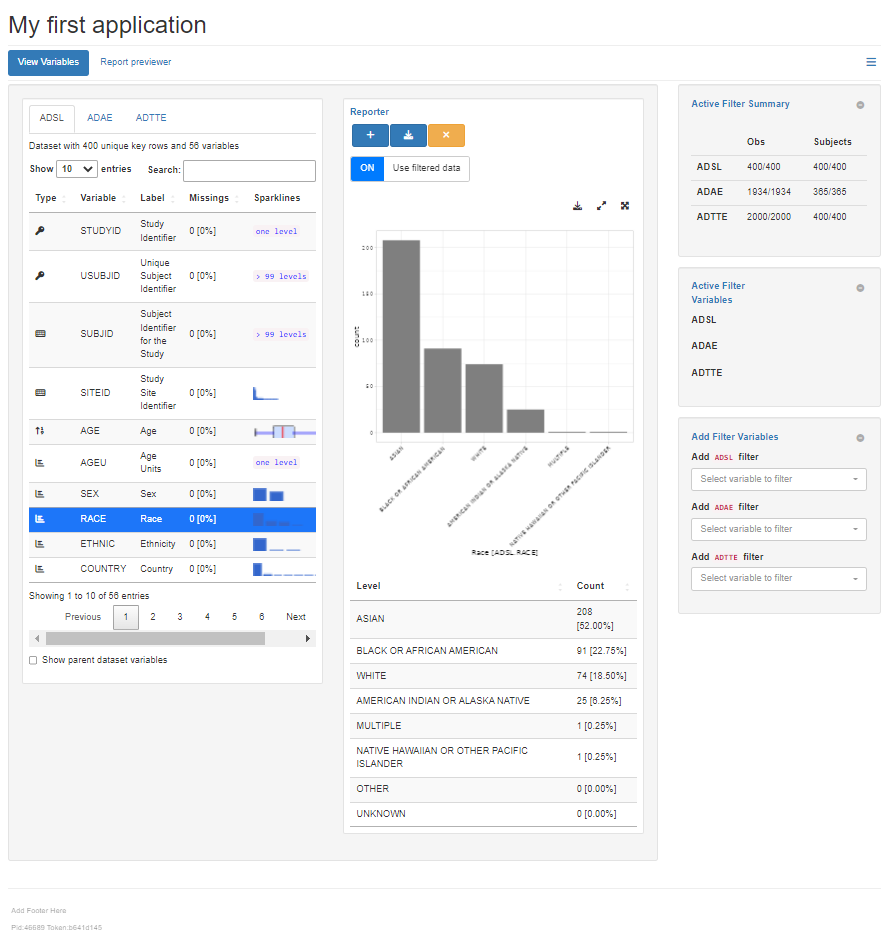 My first application
View Variables
Report previewer
ADSL
ADAE
ADTTE
Dataset with 400 unique key rows and 56 variables
Show 10 entries
Search:
Type Variable Label Missings Sparklines
STUDYID Study Identifier 0 [0%] one level
USUBJID Unique Subject Identifier 0 [0%] > 99 levels
SUBJID Subject Identifier for the Study 0 [0%] > 99 levels
SITEID Study Site Identifier 0 [0%]
AGE Age 0 [0%]
AGEU Age Units 0 [0%] one level
SEX Sex 0 [0%]
RACE Race 0 [0%]
ETHNIC Ethnicity 0 [0%]
COUNTRY Country 0 [0%]
Showing 1 to 10 of 56 entries
Previous 1 2 3 4 5 6 Next
Show parent dataset variables
Reporter
ON Use filtered data
200
150
100
50
0
count
ASIAN
BLACK OR AFRICAN AMERICAN
WHITE
AMERICAN INDIAN OR ALASKA NATIVE
MULTIPLE
NATIVE HAWAIIAN OR OTHER PACIFIC ISLANDER
Race [ADSL.RACE]
Level Count
ASIAN 208 [52.00%]
BLACK OR AFRICAN AMERICAN 91 [22.75%]
WHITE 74 [18.50%]
AMERICAN INDIAN OR ALASKA NATIVE 25 [6.25%]
MULTIPLE 1 [0.25%]
NATIVE HAWAIIAN OR OTHER PACIFIC ISLANDER 1 [0.25%]
OTHER 0 [0.00%]
UNKNOWN 0 [0.00%]
Active Filter Summary
Obs Subjects
ADSL 400/400 400/400
ADAE 1934/1934 365/365
ADTTE 2000/2000 400/400
Active Filter
Variables
ADSL
ADAE
ADTTE
Add Filter Variables
Add ADSL filter
Select variable to filter
Add ADAE filter
Select variable to filter
Add ADTTE filter
Select variable to filter
Add Footer Here
Pid:45689 Token:b641d145